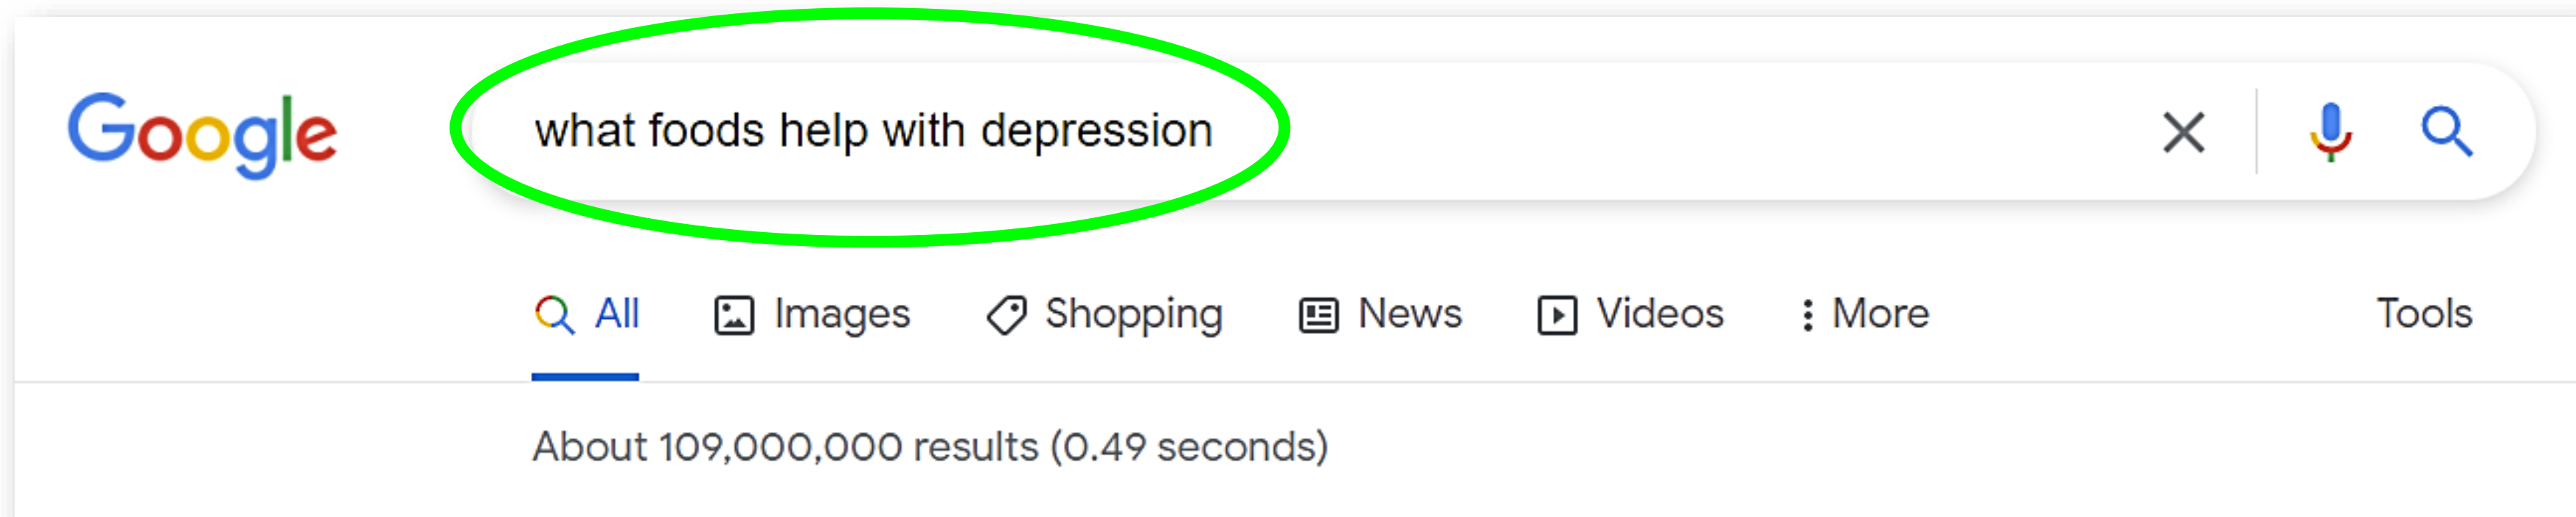 Google what foods help with depression
All Images Shopping News Videos More Tools
About 109,000,000 results (0.49 seconds)